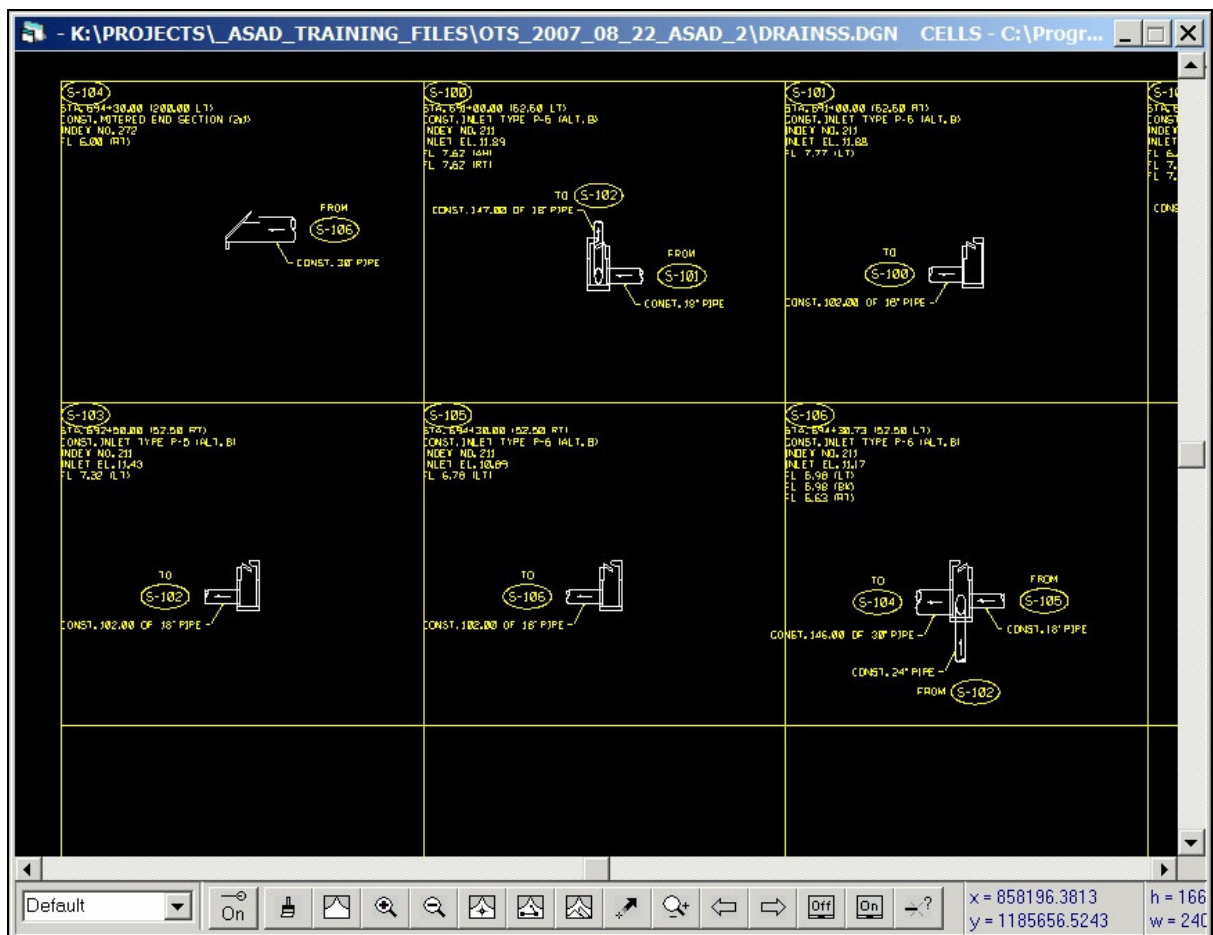 - K:\PROJECTS\_ASAD_TRAINING_FILES\OTS_2007_08_22_ASAD_2\DRAINSS.DGN CELLS - C:\Progr...
S-104
STA. 694+30.00 (200.00 LT)
CONST. MITERED END SECTION (2:1)
INDEX NO. 272
FL 6.00 (RT)
FROM
S-106
CONST. 30" PIPE
S-100
STA. 691+00.00 (52.50 LT)
CONST. INLET TYPE P-6 (ALT. B)
INDEX NO. 211
INLET EL. 11.89
FL 7.62 (AH)
FL 7.62 (RT)
TO S-102
CONST. 147.00 OF 18" PIPE
FROM
S-101
CONST. 18" PIPE
S-101
STA. 691+00.00 (52.50 RT)
CONST. INLET TYPE P-6 (ALT. B)
INDEX NO. 211
INLET EL. 11.88
FL 7.77 (LT)
TO
S-100
CONST. 102.00 OF 18" PIPE
S-103
STA. 692+50.00 (52.50 RT)
CONST. INLET TYPE P-5 (ALT. B)
INDEX NO. 211
INLET EL. 11.43
FL 7.32 (LT)
TO
S-102
CONST. 102.00 OF 18" PIPE
S-105
STA. 694+30.00 (52.50 RT)
CONST. INLET TYPE P-6 (ALT. B)
INDEX NO. 211
INLET EL. 10.89
FL 6.78 (LT)
TO
S-106
CONST. 102.00 OF 18" PIPE
S-106
STA. 694+30.73 (52.50 LT)
CONST. INLET TYPE P-6 (ALT. B)
INDEX NO. 211
INLET EL. 11.17
FL 5.98 (LT)
FL 5.98 (BK)
FL 6.63 (RT)
TO
S-104
CONST. 146.00 OF 30" PIPE
FROM
S-105
CONST. 18" PIPE
CONST. 24" PIPE
FROM S-102
Default
On
Off
On
x = 858196.3813
y = 1185656.5243
h = 166
w = 240